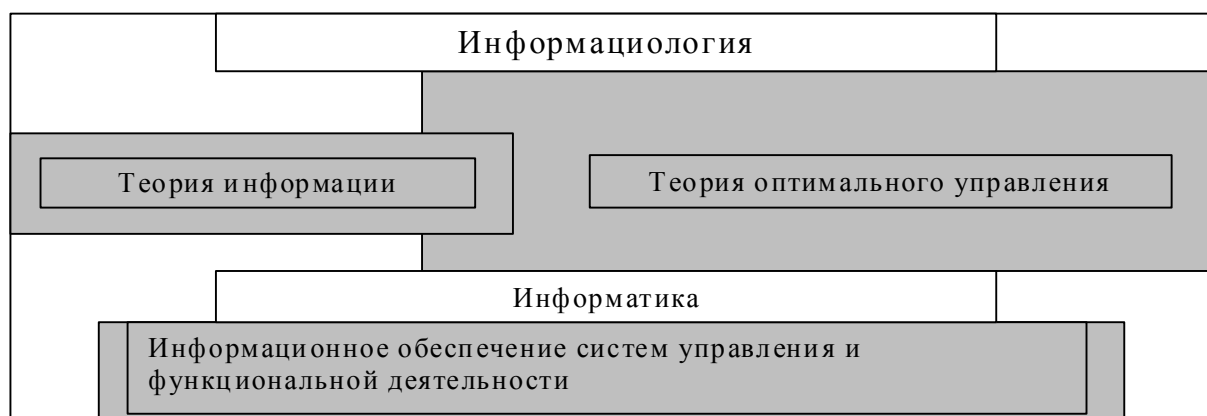 Информациология
Теория информации
Теория оптимального управления
Информатика
Информационное обеспечение систем управления и
функциональной деятельности